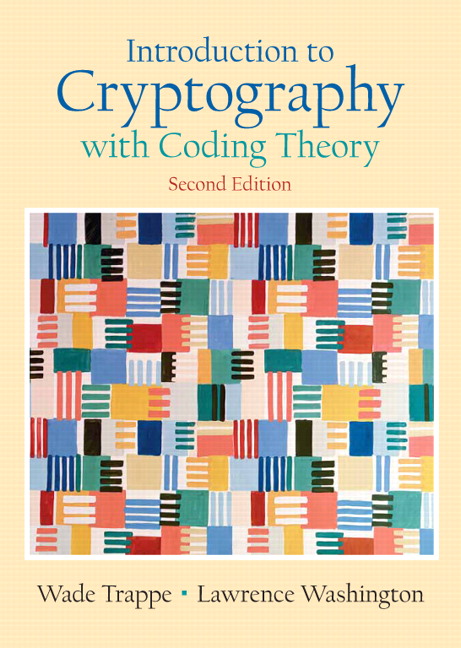 Introduction to
Cryptography
with Coding Theory
Second Edition
Wade Trappe ▪ Lawrence Washington